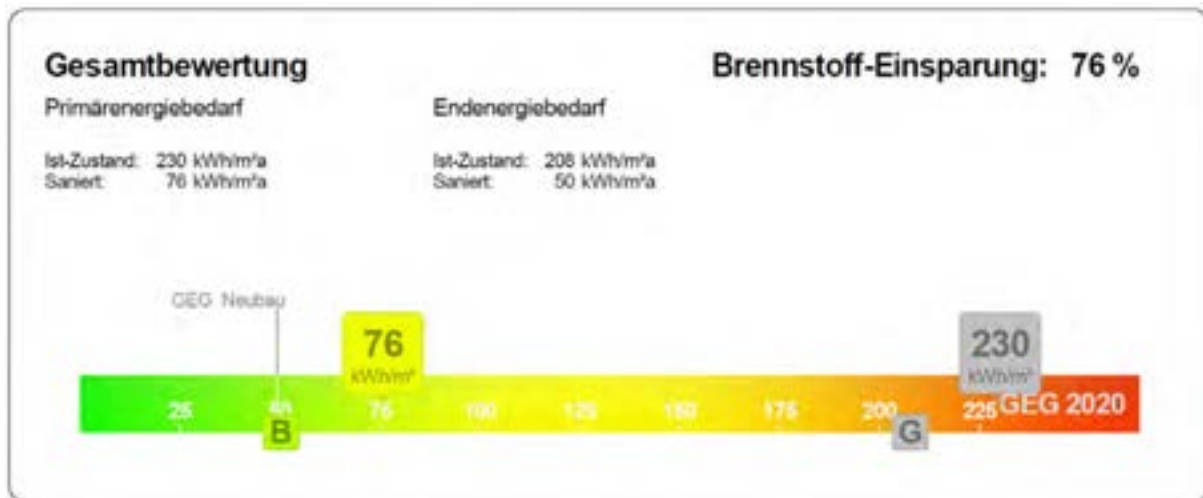 Gesamtbewertung
Brennstoff-Einsparung: 76 %
Primärenergiebedarf
Endenergiebedarf
Ist-Zustand: 230 kWh/m²a
Saniert: 76 kWh/m²a
Ist-Zustand: 208 kWh/m²a
Saniert: 50 kWh/m²a
GEG Neubau
76
kWh/m²
230
kWh/m²
25 75 100 125 150 175 200 225 GEG 2020
B G